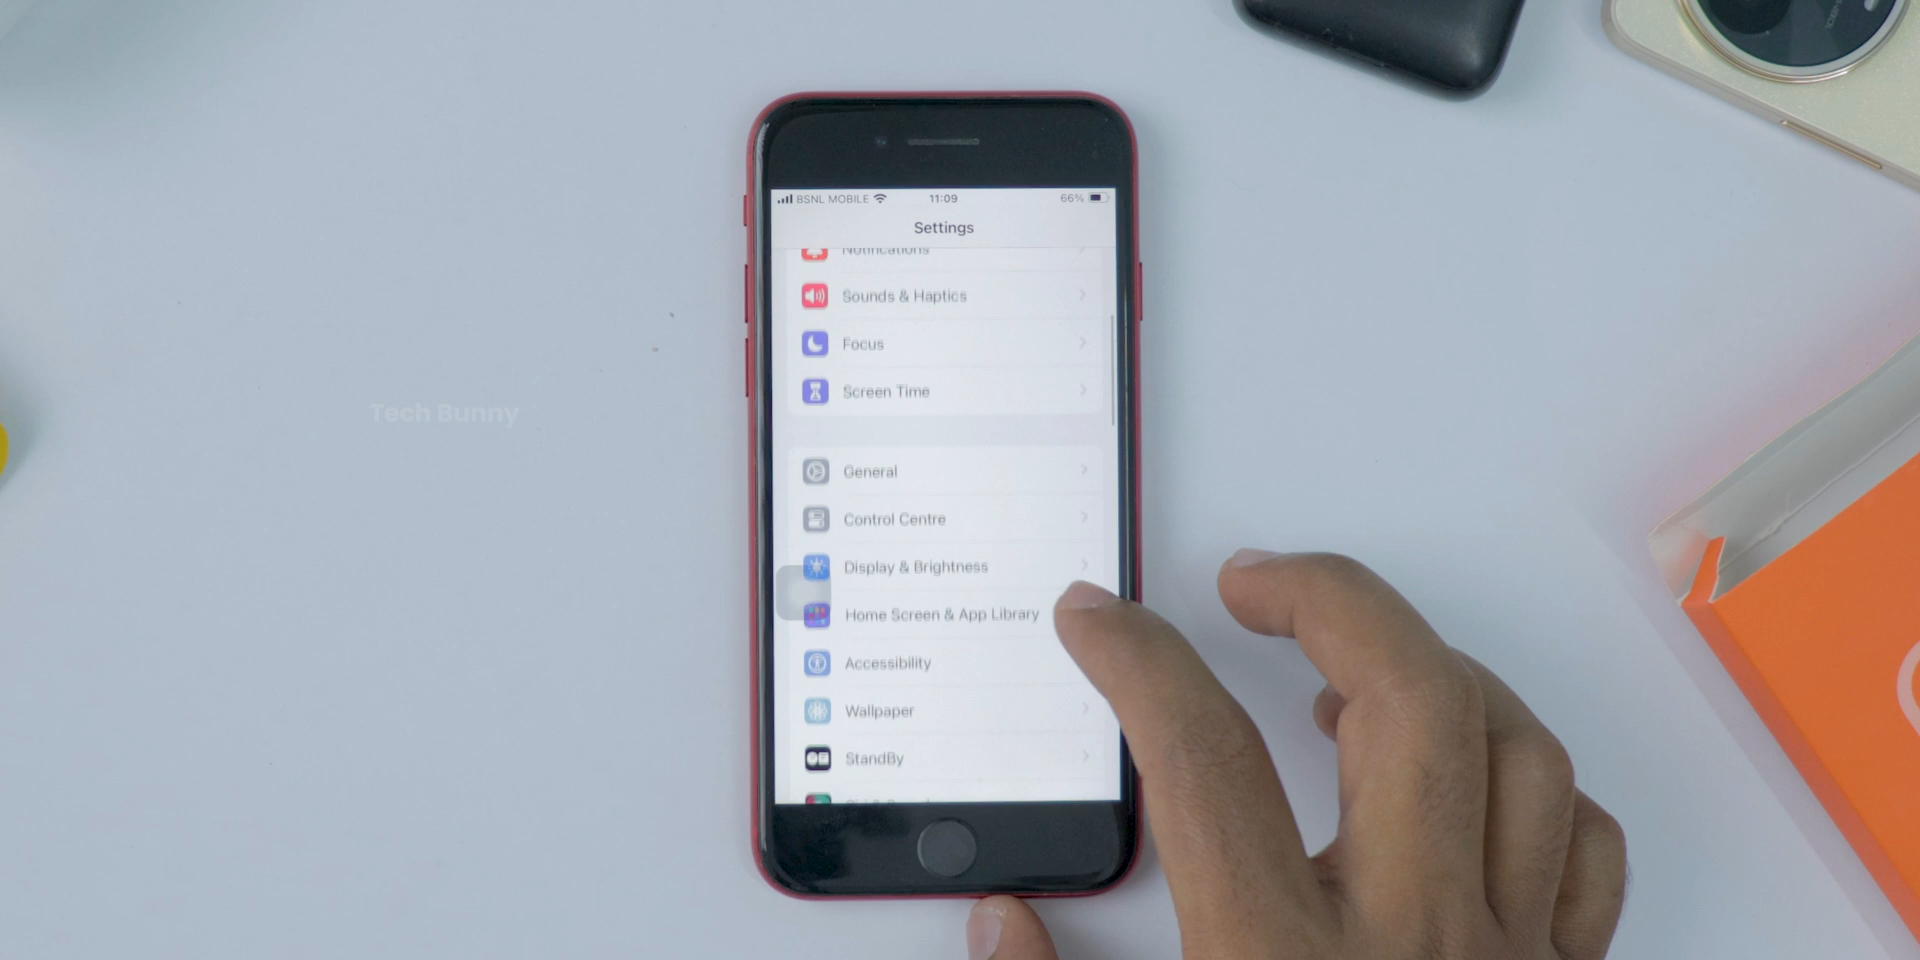 BSNL MOBILE 11:09 66%
Settings
Notifications
Sounds & Haptics
Focus
Screen Time
General
Control Centre
Display & Brightness
Home Screen & App Library
Accessibility
Wallpaper
StandBy
Tech Bunny